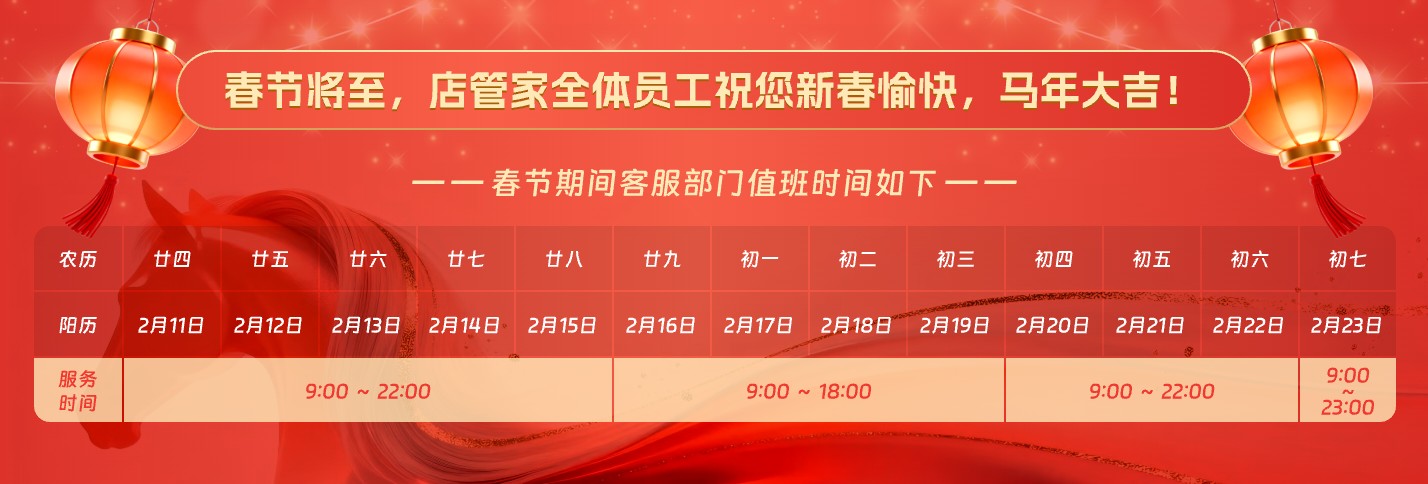 春节将至，店管家全体员工祝您新春愉快，马年大吉！
——春节期间客服部门值班时间如下——
农历 廿四 廿五 廿六 廿七 廿八 廿九 初一 初二 初三 初四 初五 初六 初七
阳历 2月11日 2月12日 2月13日 2月14日 2月15日 2月16日 2月17日 2月18日 2月19日 2月20日 2月21日 2月22日 2月23日
服务
时间
9:00 ~ 22:00
9:00 ~ 18:00
9:00 ~ 22:00
9:00
~
23:00